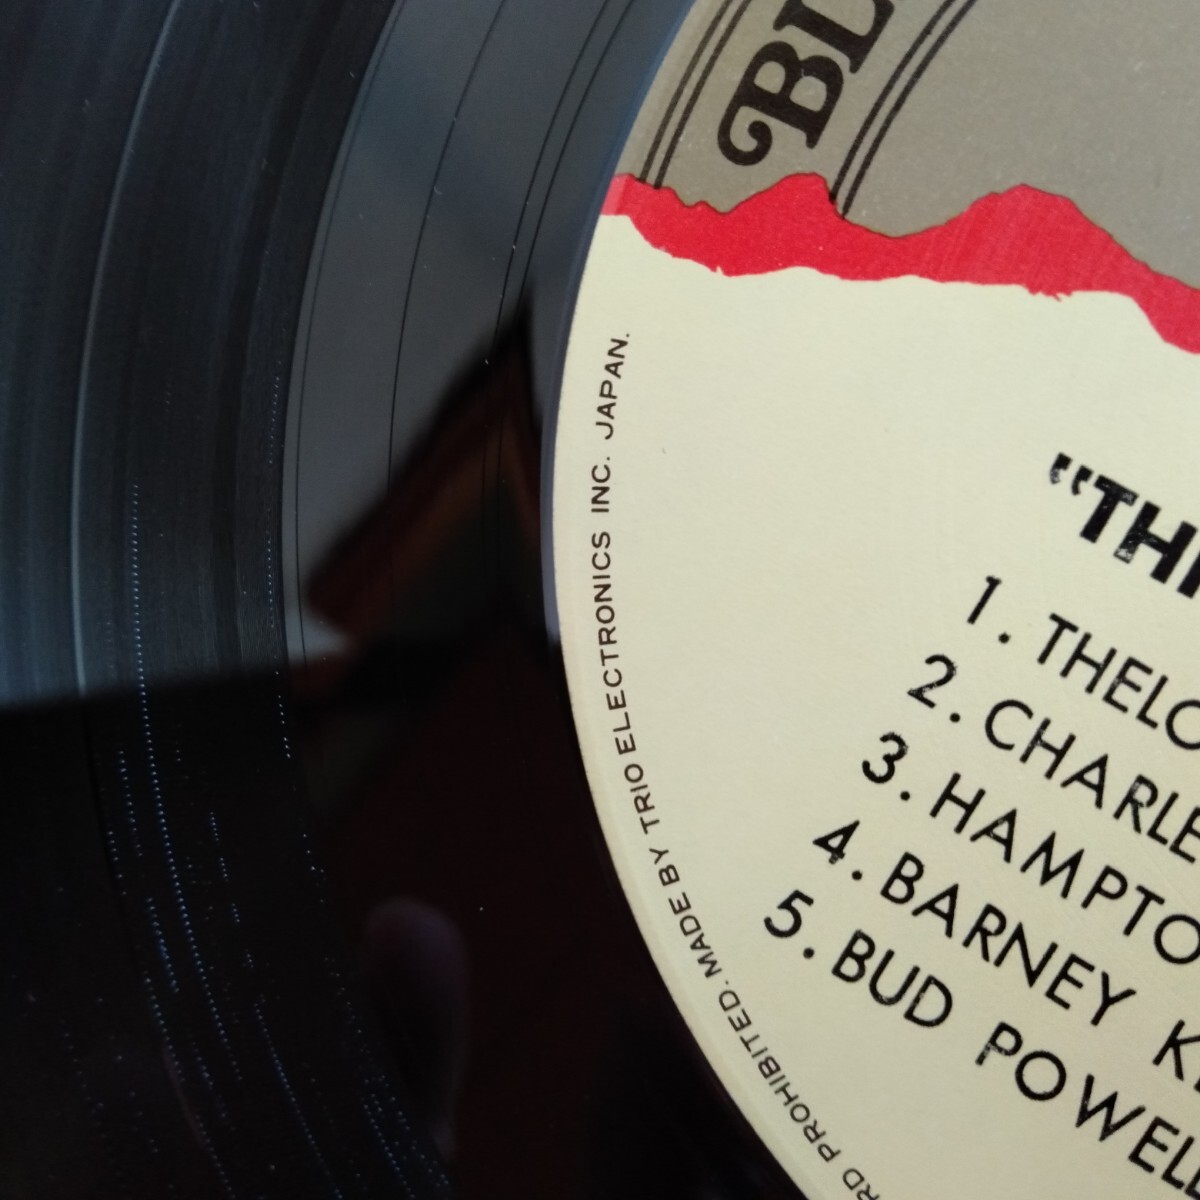 BL
"TH
1. THELO
2. CHARLE
3. HAMPTO
4. BARNEY K
5. BUD POWELL
RD PROHIBITED. MADE BY TRIO ELECTRONICS INC. JAPAN.